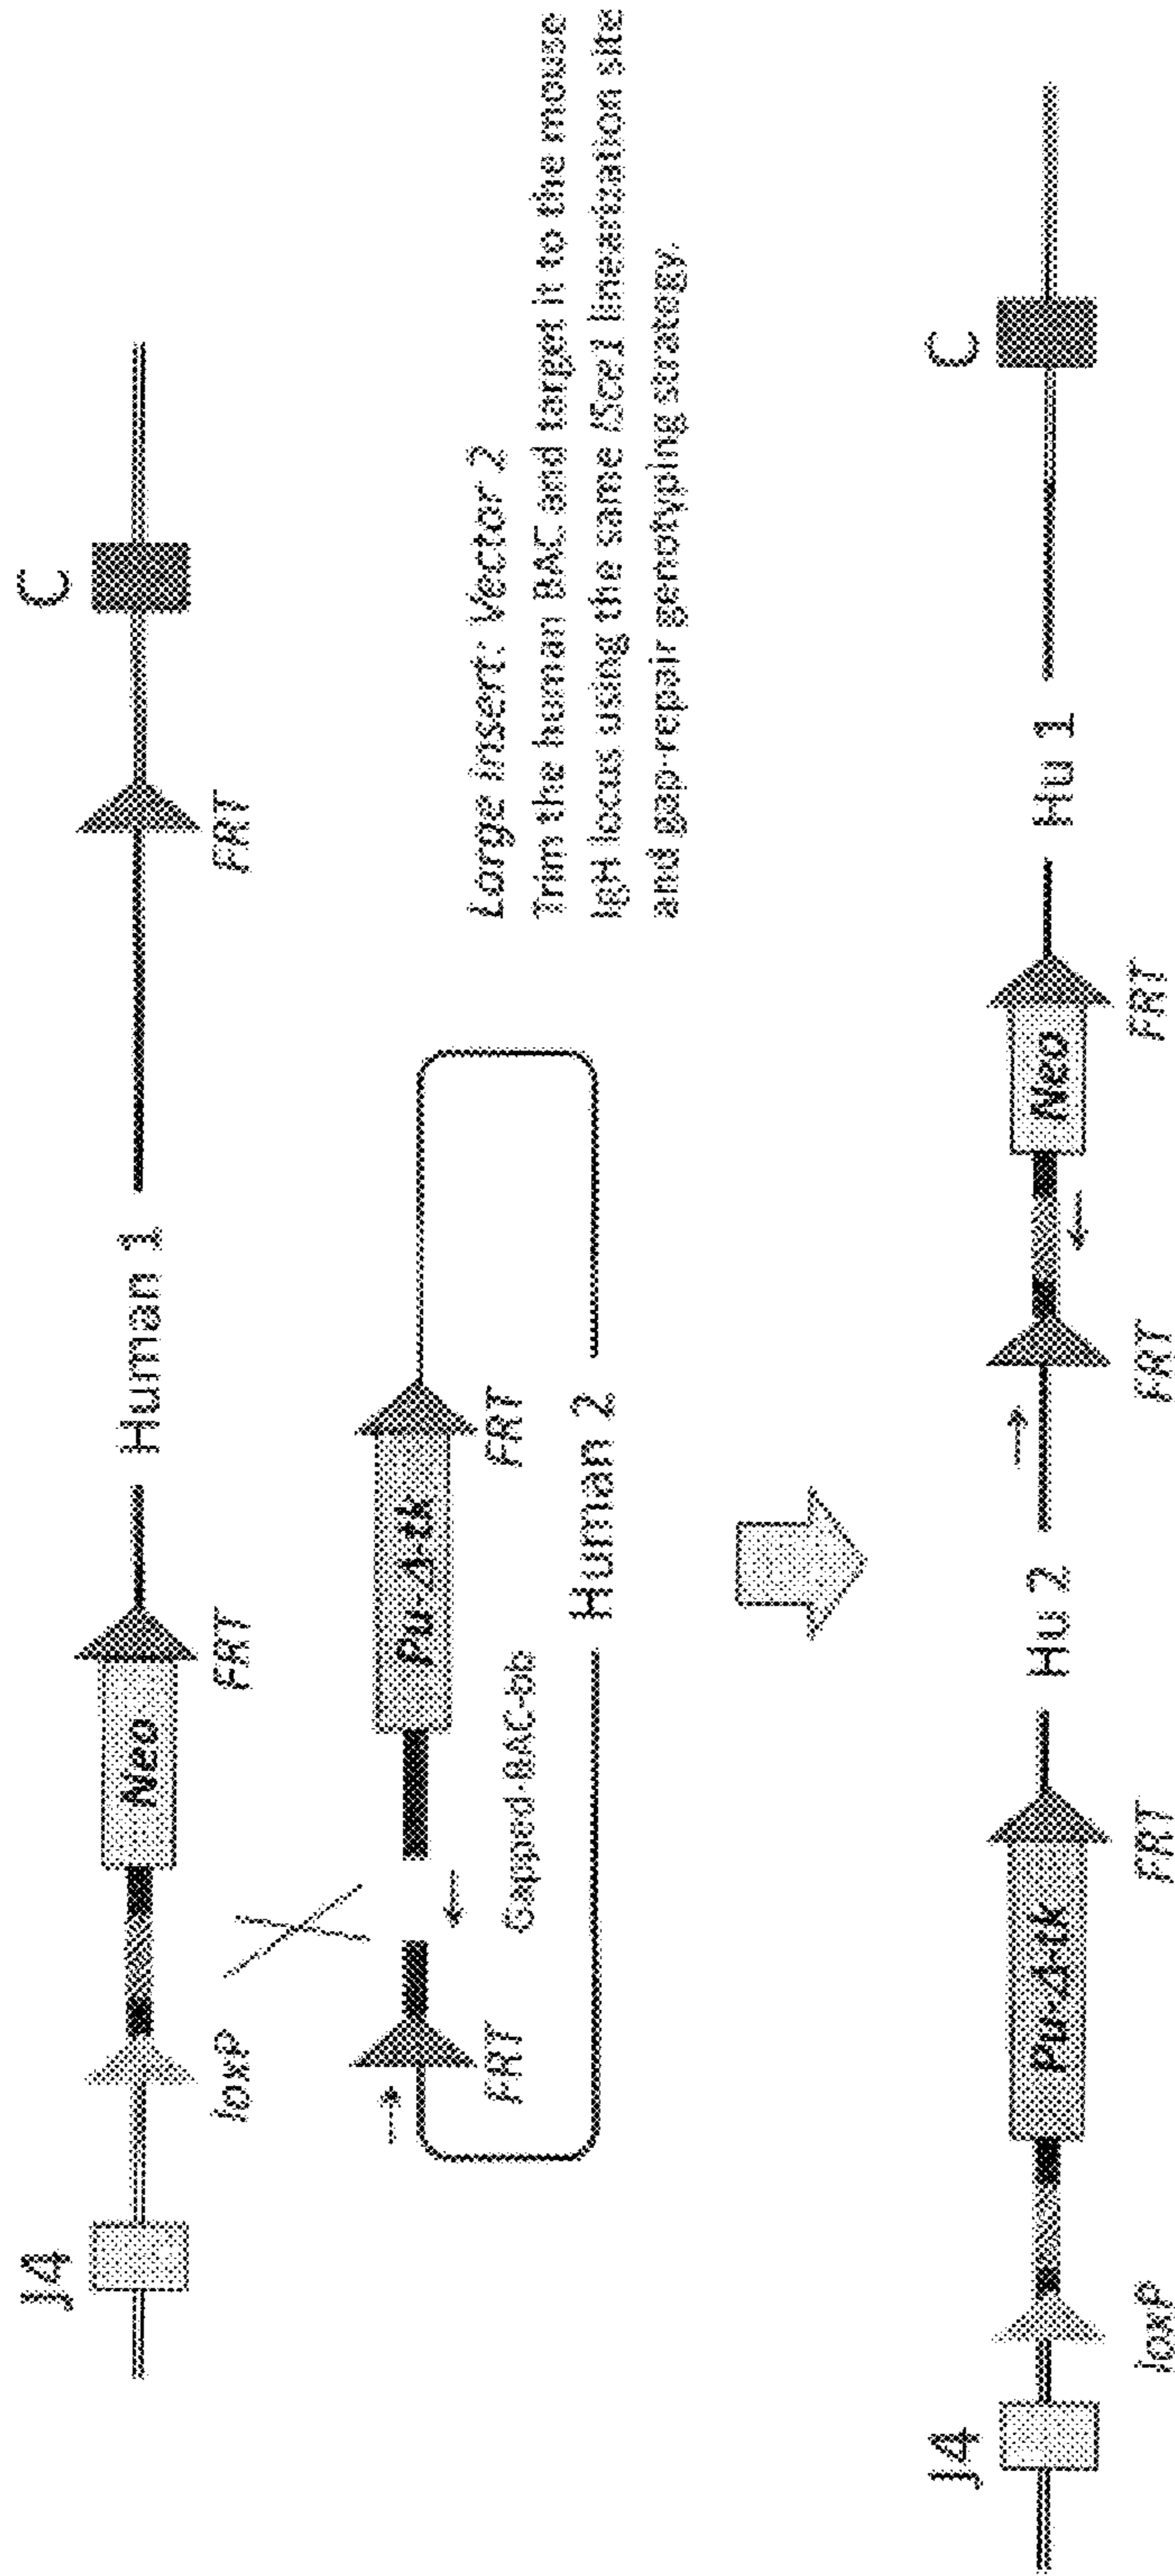 J4
loxP
Neo
FRT
Human 1
FRT
C
FRT
Gapped-BAC-bb
Pu-Δ-tk
FRT
Human 2
Large insert: Vector 2
Trim the human BAC and target it to the mouse
IgH locus using the same ISce1 linearization site
and gap-repair genotyping strategy.
J4
loxP
Pu-Δ-tk
FRT
Hu 2
FRT
Neo
FRT
Hu 1
C